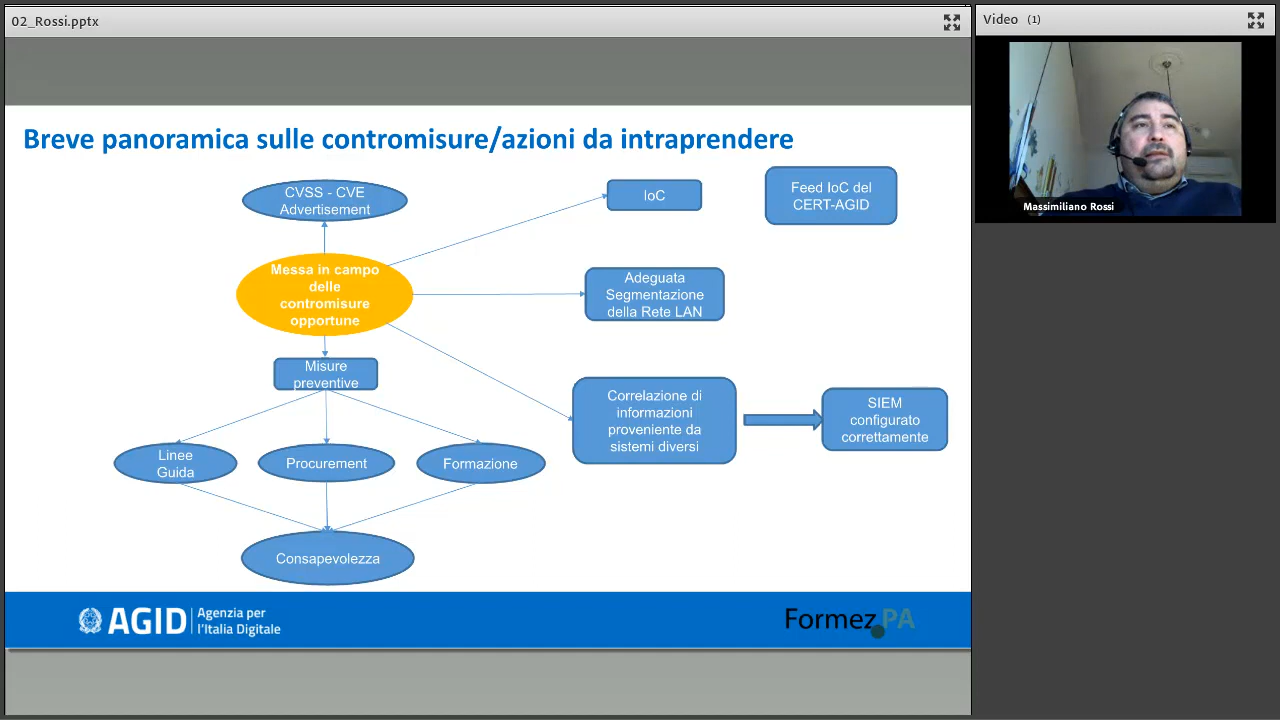 02_Rossi.pptx
Video (1)
Massimiliano Rossi
Breve panoramica sulle contromisure/azioni da intraprendere
CVSS - CVE
Advertisement
IoC
Feed IoC del
CERT-AGID
Messa in campo
delle
contromisure
opportune
Adeguata
Segmentazione
della Rete LAN
Misure
preventive
Correlazione di
informazioni
proveniente da
sistemi diversi
SIEM
configurato
correttamente
Linee
Guida
Procurement
Formazione
Consapevolezza
AGID
Agenzia per
l'Italia Digitale
Formez PA